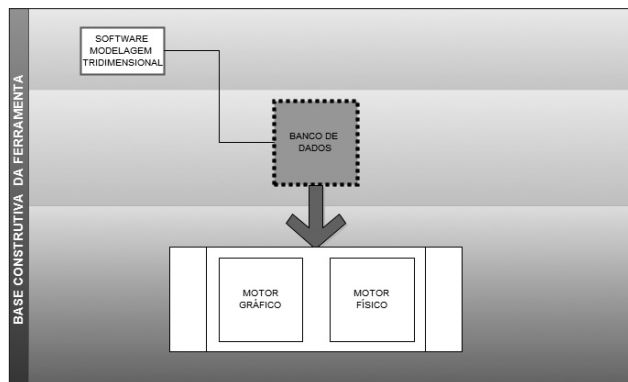 BASE CONSTRUTIVA DA FERRAMENTA
SOFTWARE
MODELAGEM
TRIDIMENSIONAL
BANCO DE
DADOS
MOTOR
GRÁFICO
MOTOR
FÍSICO